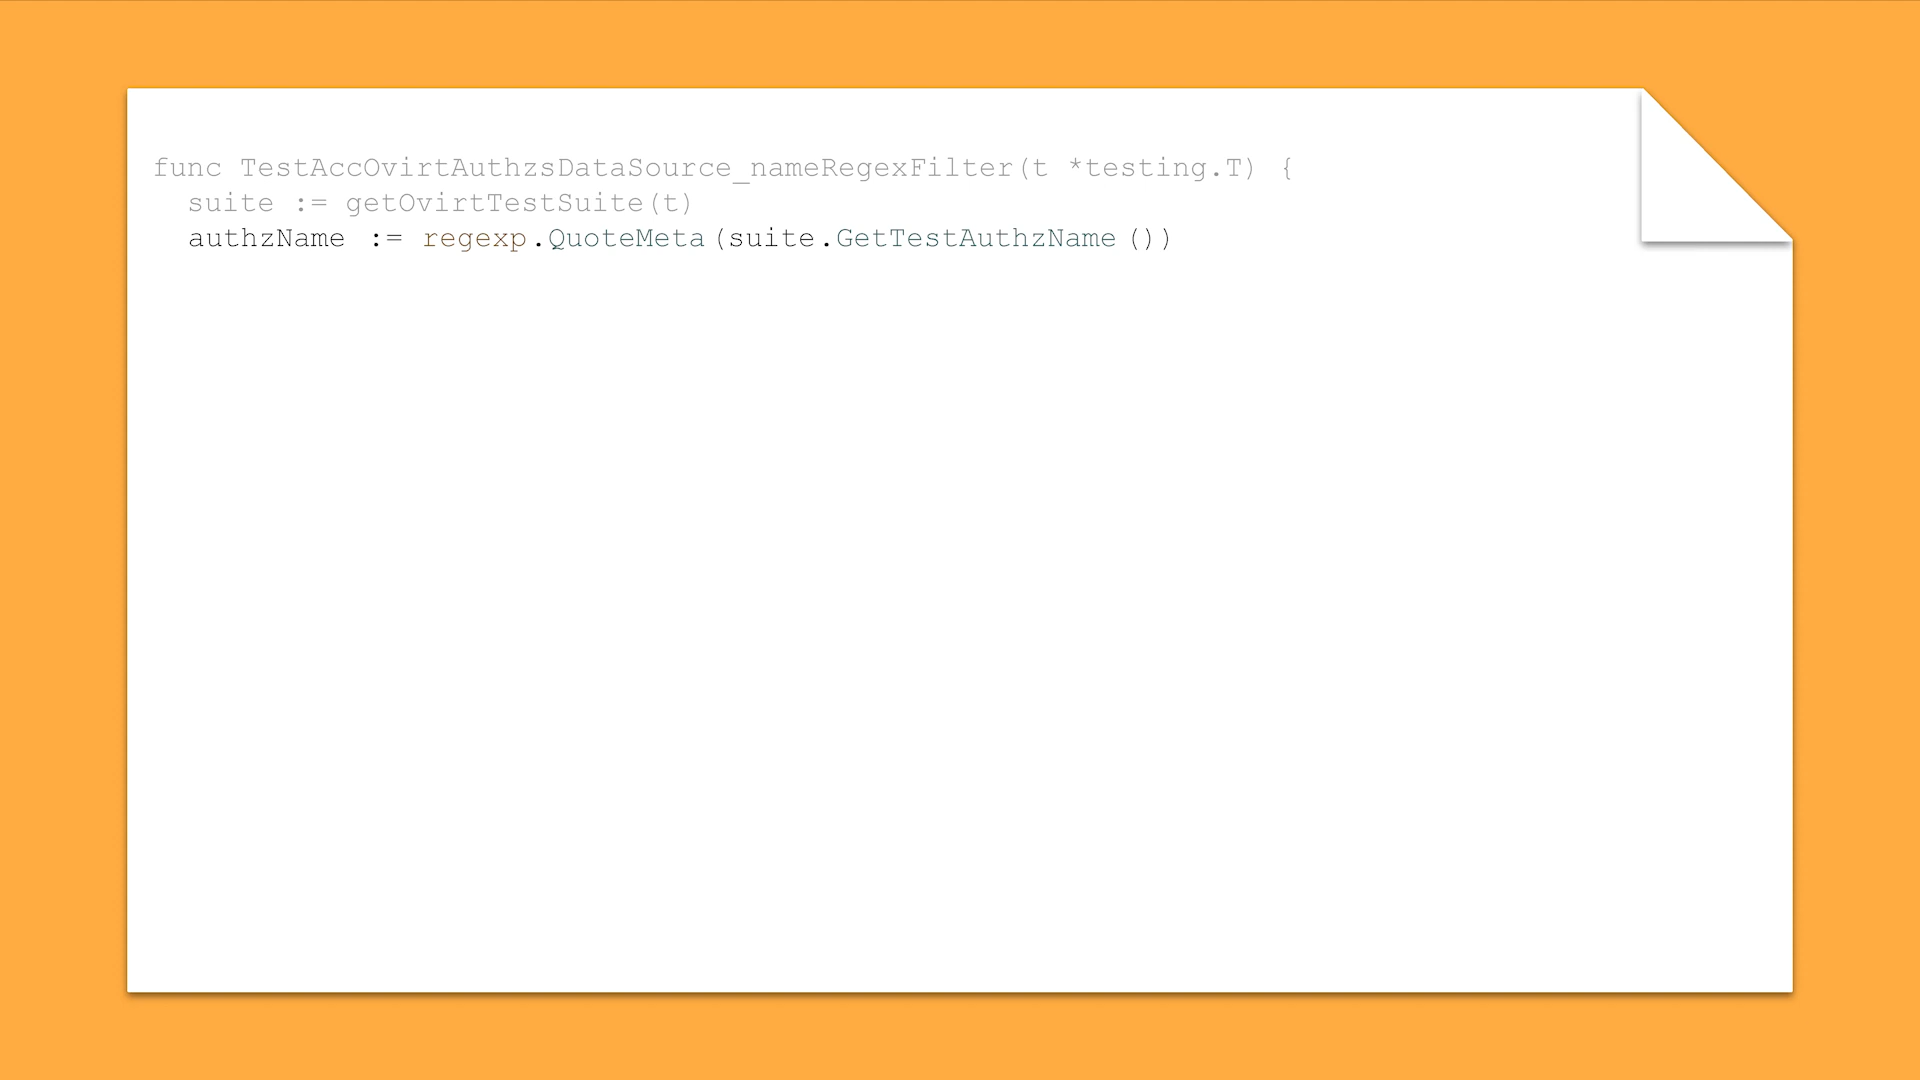 func TestAccOvirtAuthzsDataSource_nameRegexFilter(t *testing.T) {
  suite := getOvirtTestSuite(t)
  authzName := regexp.QuoteMeta(suite.GetTestAuthzName())